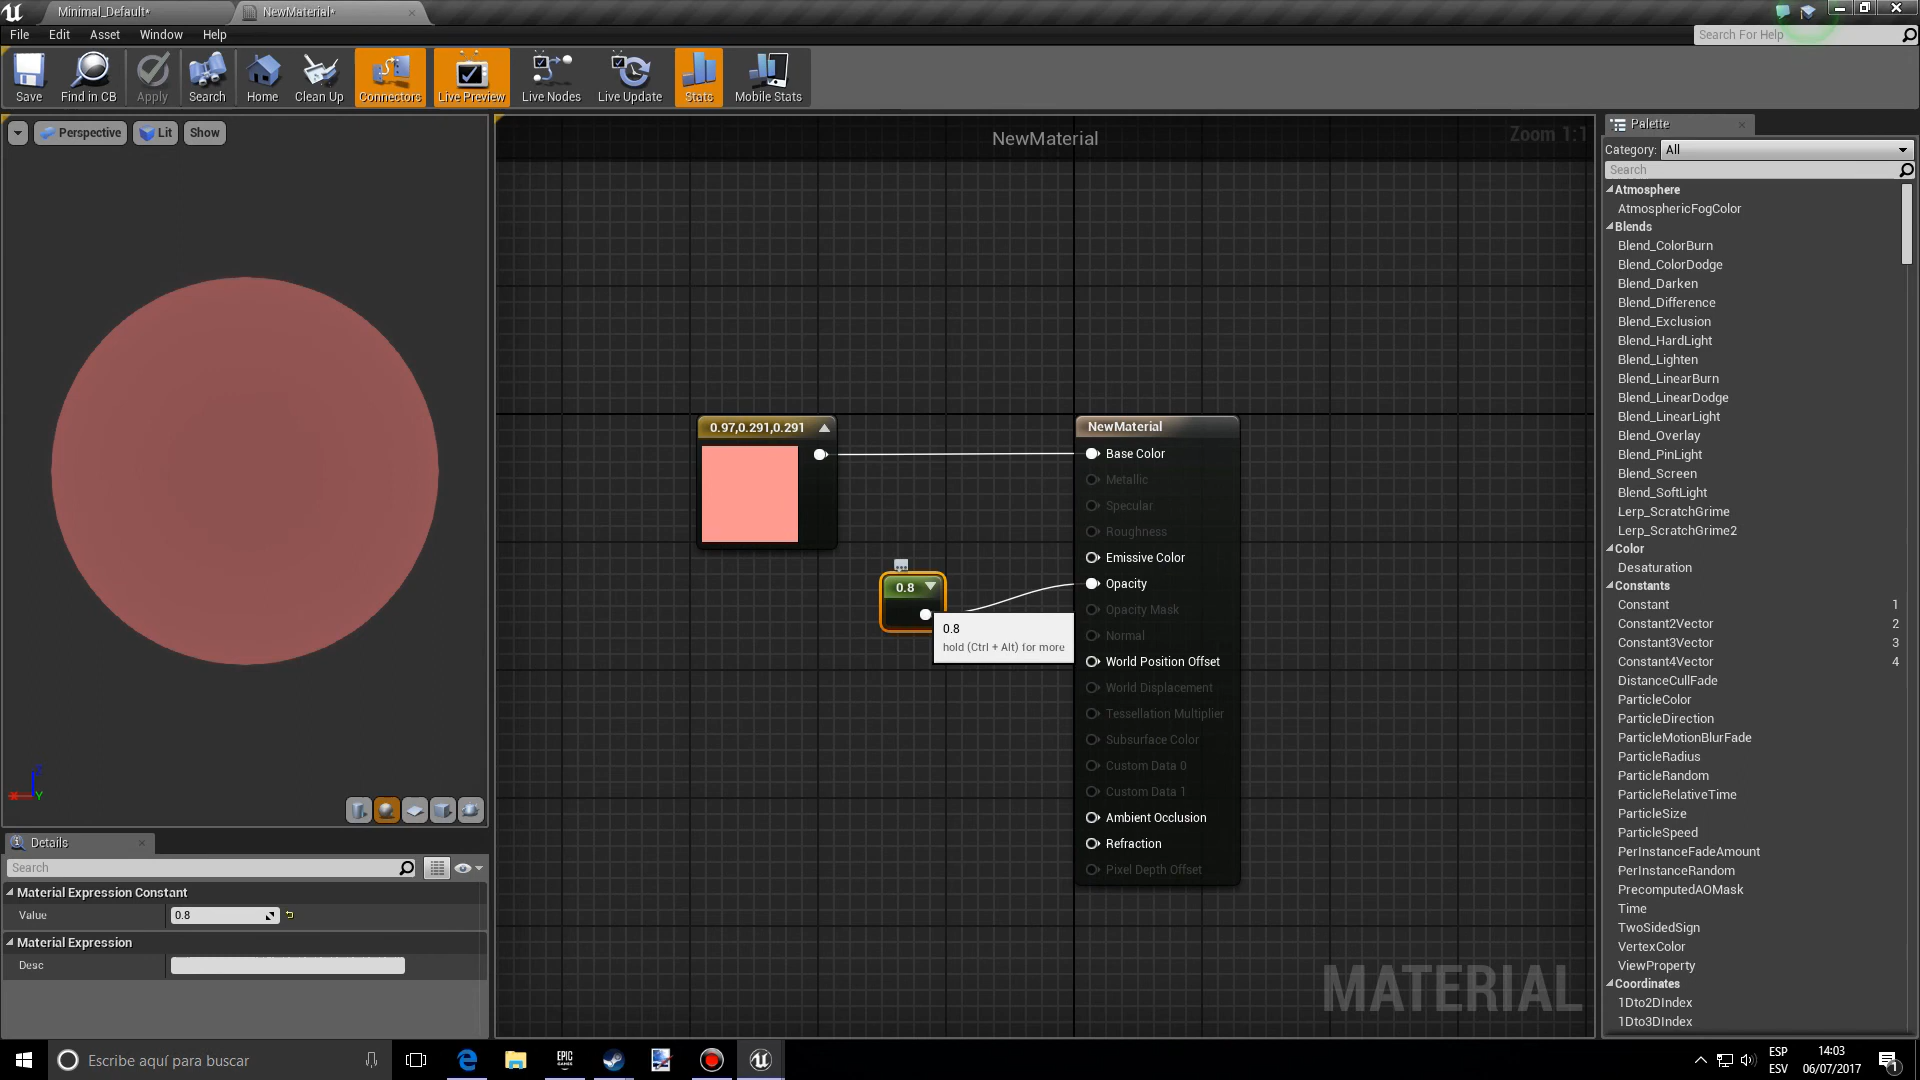 Minimal_Default*
NewMaterial*
File Edit Asset Window Help
Search For Help
Save
Find in CB
Apply
Search
Home
Clean Up
Connectors
Live Preview
Live Nodes
Live Update
Stats
Mobile Stats
Perspective
Lit
Show
NewMaterial
Zoom 1:1
0.97,0.291,0.291
0.8
0.8
hold (Ctrl + Alt) for more
NewMaterial
Base Color
Metallic
Specular
Roughness
Emissive Color
Opacity
Opacity Mask
Normal
World Position Offset
World Displacement
Tessellation Multiplier
Subsurface Color
Custom Data 0
Custom Data 1
Ambient Occlusion
Refraction
Pixel Depth Offset
MATERIAL
Z
X
Y
Details
Search
Material Expression Constant
Value 0.8
Material Expression
Desc
Palette
Category: All
Search
Atmosphere
AtmosphericFogColor
Blends
Blend_ColorBurn
Blend_ColorDodge
Blend_Darken
Blend_Difference
Blend_Exclusion
Blend_HardLight
Blend_Lighten
Blend_LinearBurn
Blend_LinearDodge
Blend_LinearLight
Blend_Overlay
Blend_PinLight
Blend_Screen
Blend_SoftLight
Lerp_ScratchGrime
Lerp_ScratchGrime2
Color
Desaturation
Constants
Constant 1
Constant2Vector 2
Constant3Vector 3
Constant4Vector 4
DistanceCullFade
ParticleColor
ParticleDirection
ParticleMotionBlurFade
ParticleRadius
ParticleRandom
ParticleRelativeTime
ParticleSize
ParticleSpeed
PerInstanceFadeAmount
PerInstanceRandom
PrecomputedAOMask
Time
TwoSidedSign
VertexColor
ViewProperty
Coordinates
1Dto2DIndex
1Dto3DIndex
Escribe aquí para buscar
EPIC
GAMES
ESP
ESV
14:03
06/07/2017
1